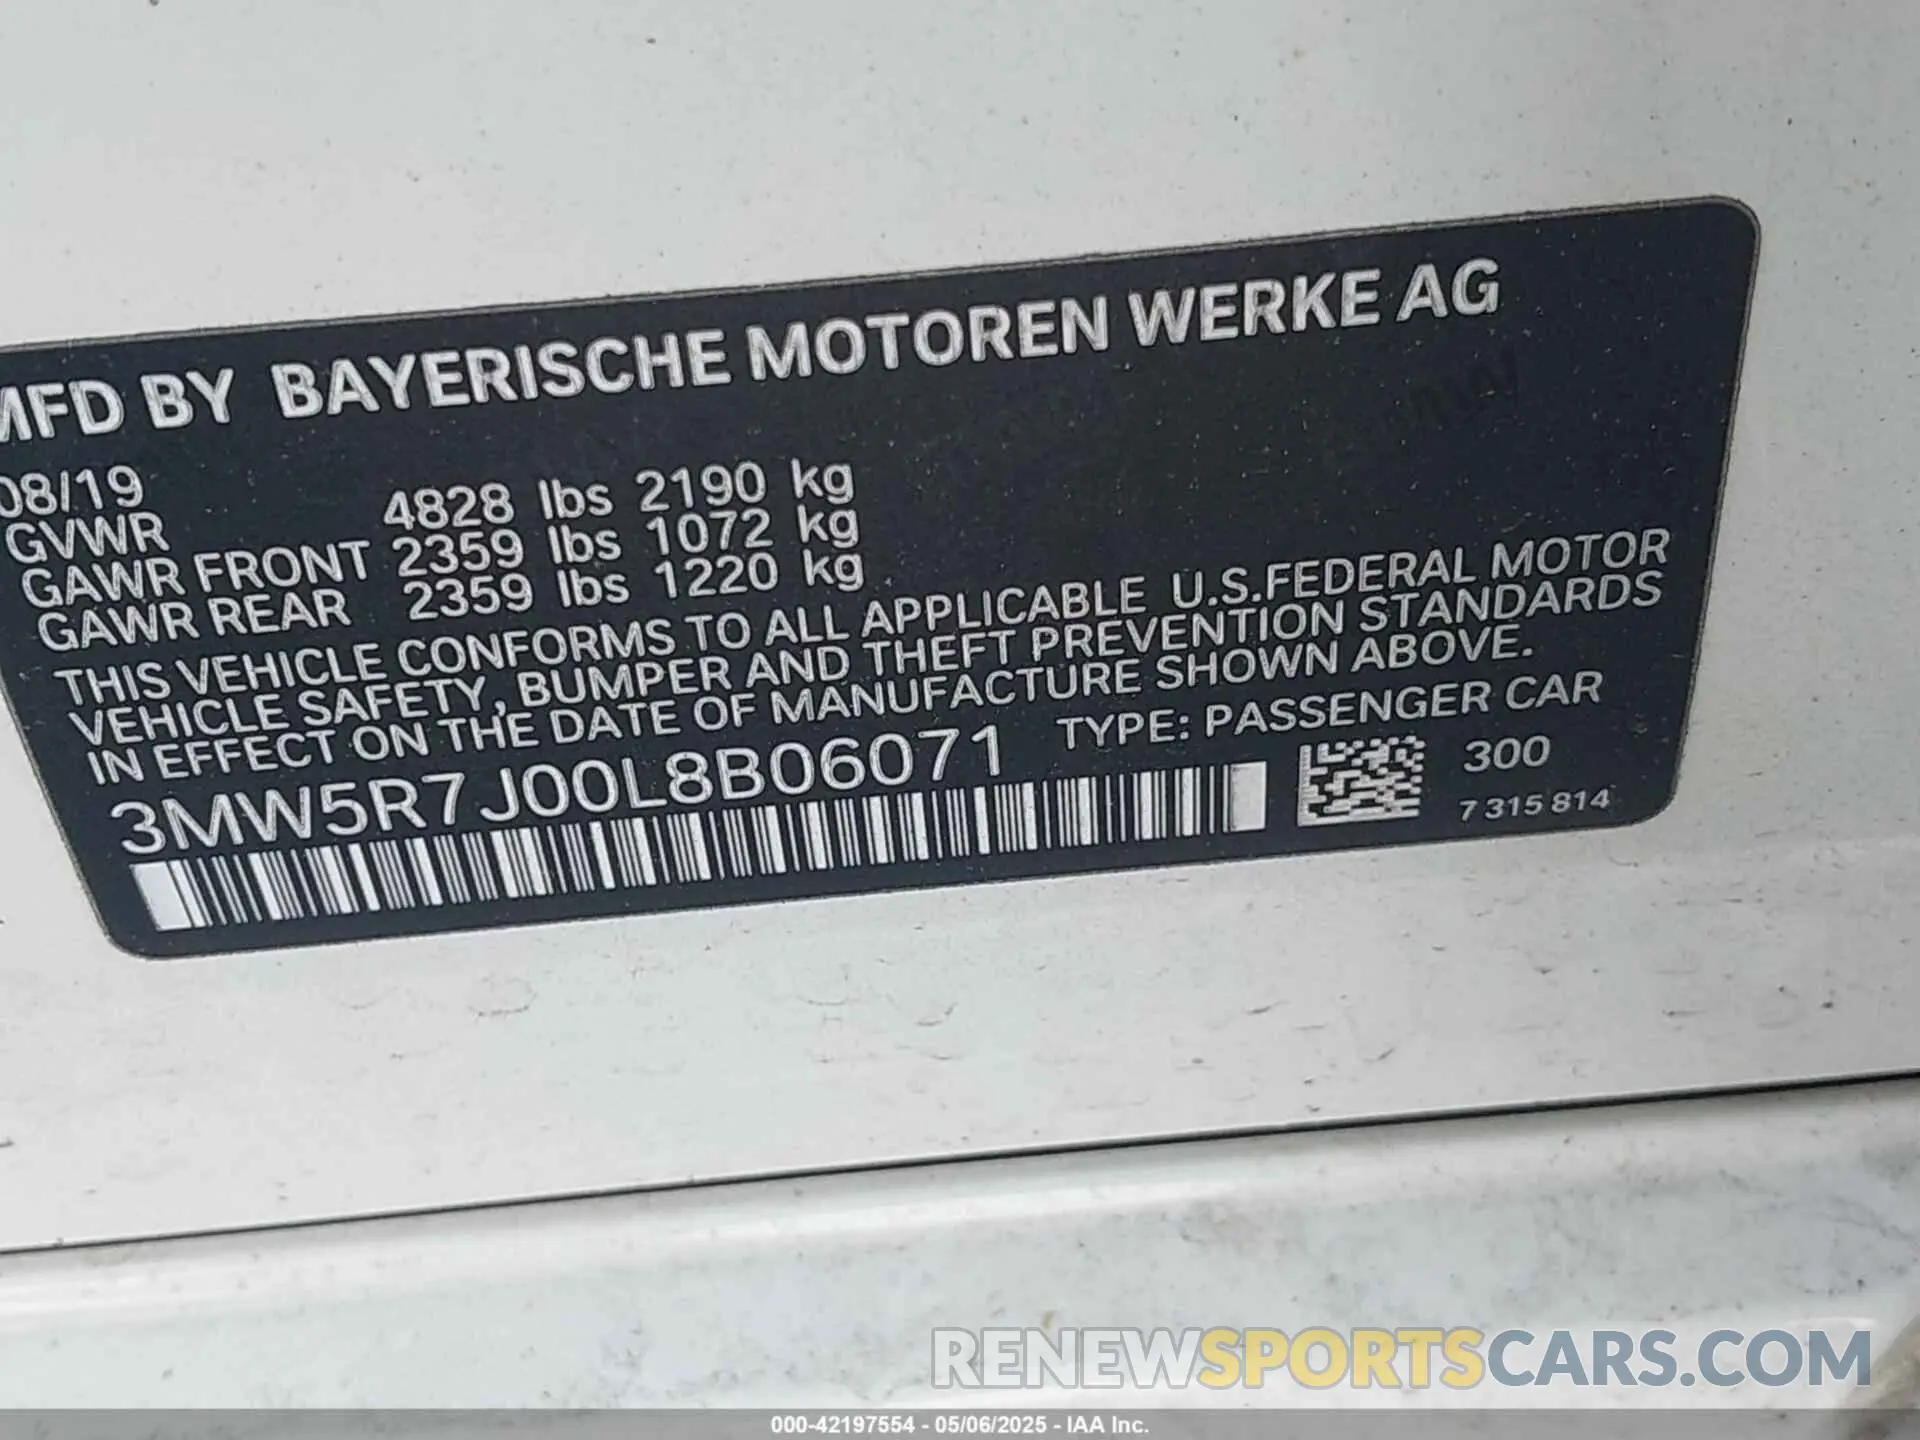 MFD BY BAYERISCHE MOTOREN WERKE AG
08/19
GVWR 4828 lbs 2190 kg
GAWR FRONT 2359 lbs 1072 kg
GAWR REAR 2359 lbs 1220 kg
THIS VEHICLE CONFORMS TO ALL APPLICABLE U.S.FEDERAL MOTOR
VEHICLE SAFETY, BUMPER AND THEFT PREVENTION STANDARDS
IN EFFECT ON THE DATE OF MANUFACTURE SHOWN ABOVE.
3MW5R7J00L8B06071 TYPE: PASSENGER CAR
300
7 315 814
RENEWSPORTSCARS.COM
000-42197554 - 05/06/2025 - IAA Inc.